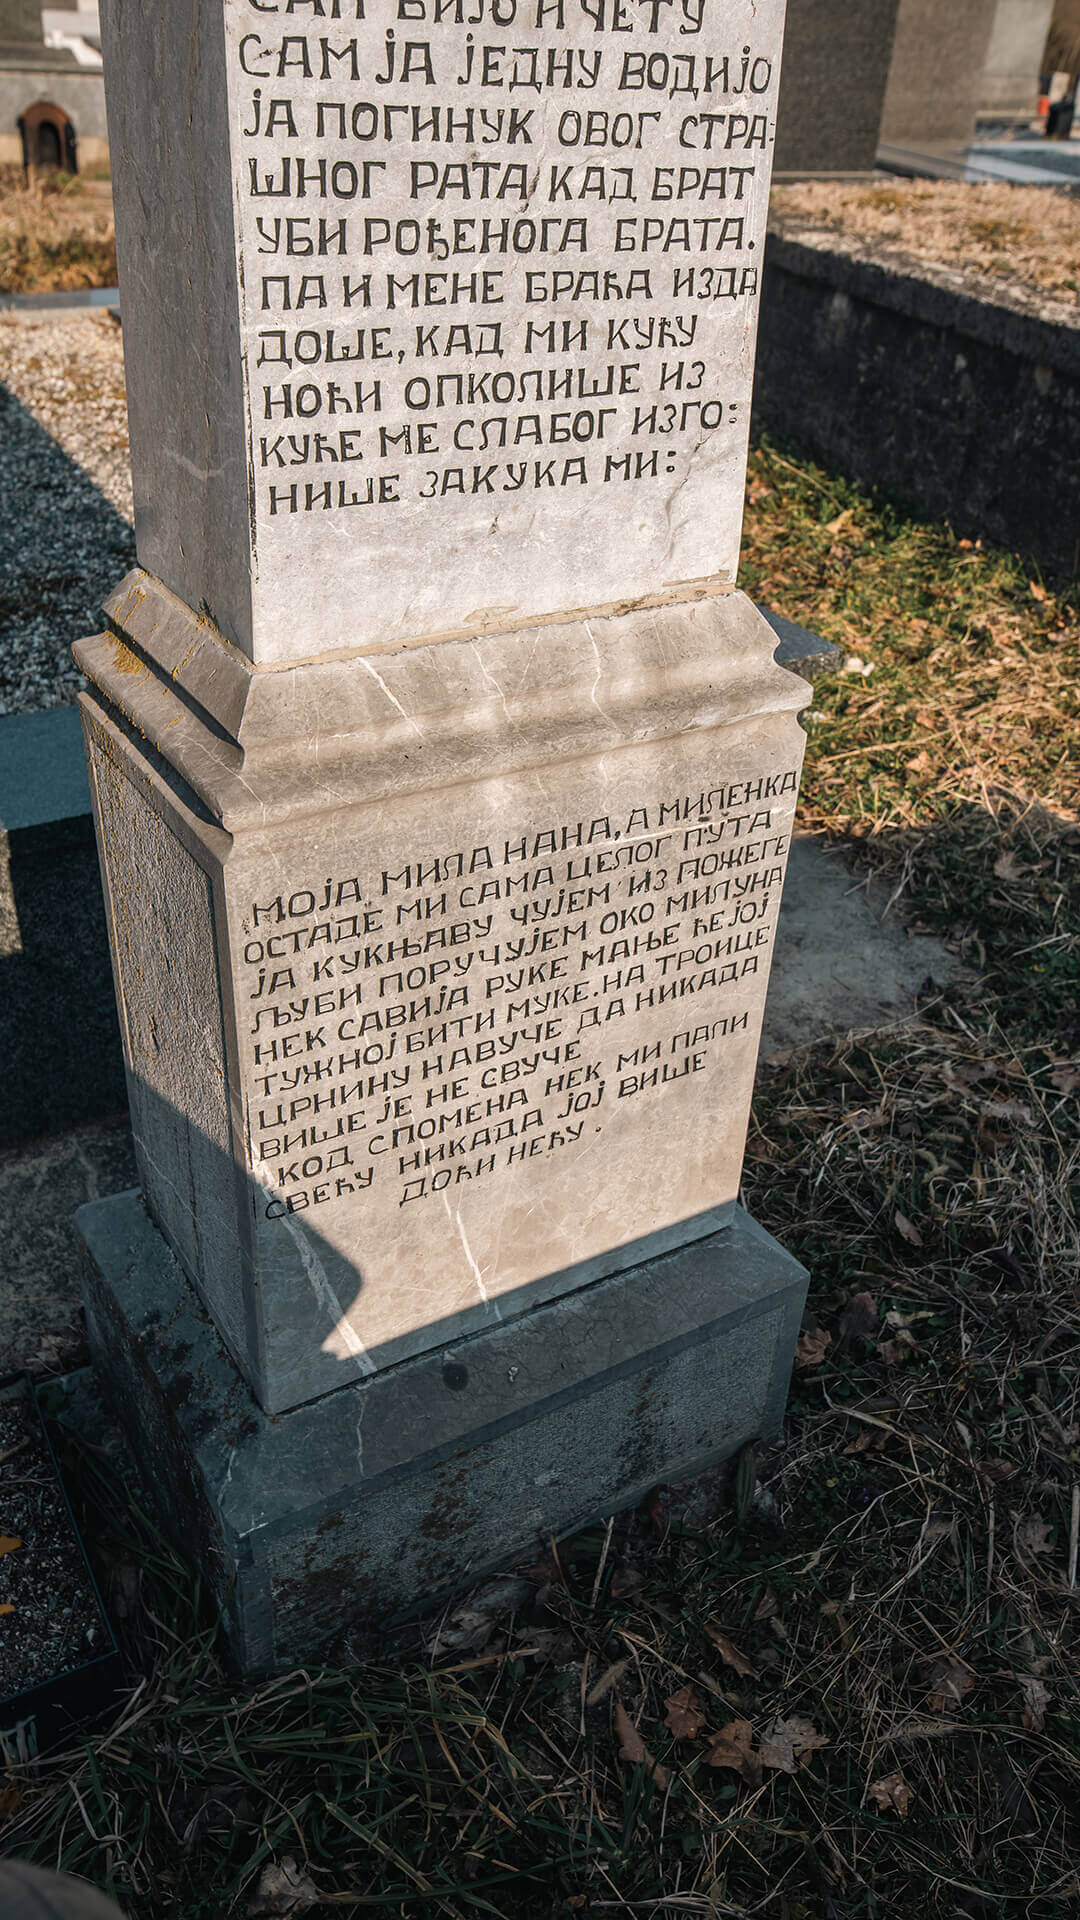 САМ БИЈО И ЧЕТУ
САМ ЈА ЈЕДНУ ВОДИЈО
ЈА ПОГИНУК ОВОГ СТРА-
ШНОГ РАТА КАД БРАТ
УБИ РОЂЕНОГА БРАТА.
ПА И МЕНЕ БРАЋА ИЗДА
ДОШЕ, КАД МИ КУЋУ
НОЋИ ОПКОЛИШЕ ИЗ
КУЋЕ МЕ СЛАБОГ ИЗГО:
НИШЕ ЗАКУКА МИ:
МОЈА МИЛА НАНА, А МИЛЕНКА
ОСТАДЕ МИ САМА ЦЕЛОГ ПУТА
ЈА КУКЊАВУ ЧУЈЕМ ИЗ ПОЖЕГЕ
ЉУБИ ПОРУЧУЈЕМ ОКО МИЛУНА
НЕК САВИЈА РУКЕ МАЊЕ ЋЕ ЈОЈ
ТУЖНОЈ БИТИ МУКЕ. НА ТРОИЦЕ
ЦРНИНУ НАВУЧЕ ДА НИКАДА
ВИШЕ ЈЕ НЕ СВУЧЕ
КОД СПОМЕНА НЕК МИ ПАЛИ
СВЕЋУ НИКАДА ЈОЈ ВИШЕ
ДОЋИ НЕЋУ.